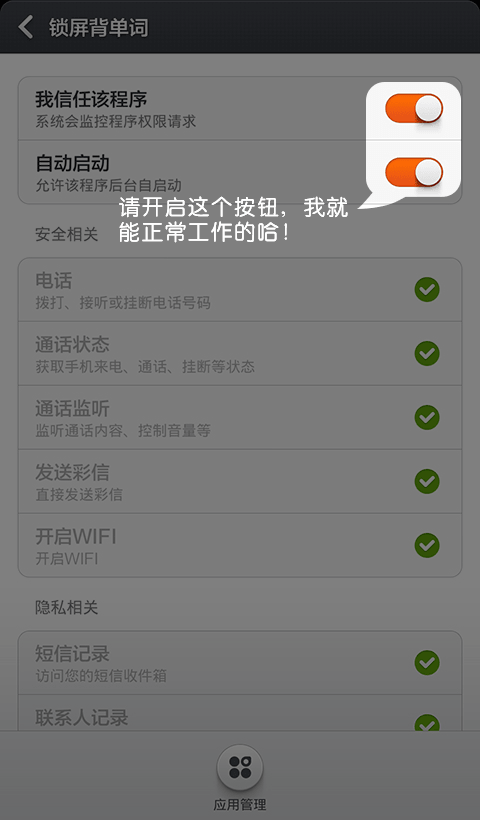 锁屏背单词
我信任该程序
系统会监控程序权限请求
自动启动
允许该程序后台自启动
请开启这个按钮，我就
能正常工作的哈！
安全相关
电话
拨打、接听或挂断电话号码
通话状态
获取手机来电、通话、挂断等状态
通话监听
监听通话内容、控制音量等
发送彩信
直接发送彩信
开启WIFI
开启WIFI
隐私相关
短信记录
访问您的短信收件箱
联系人记录
应用管理